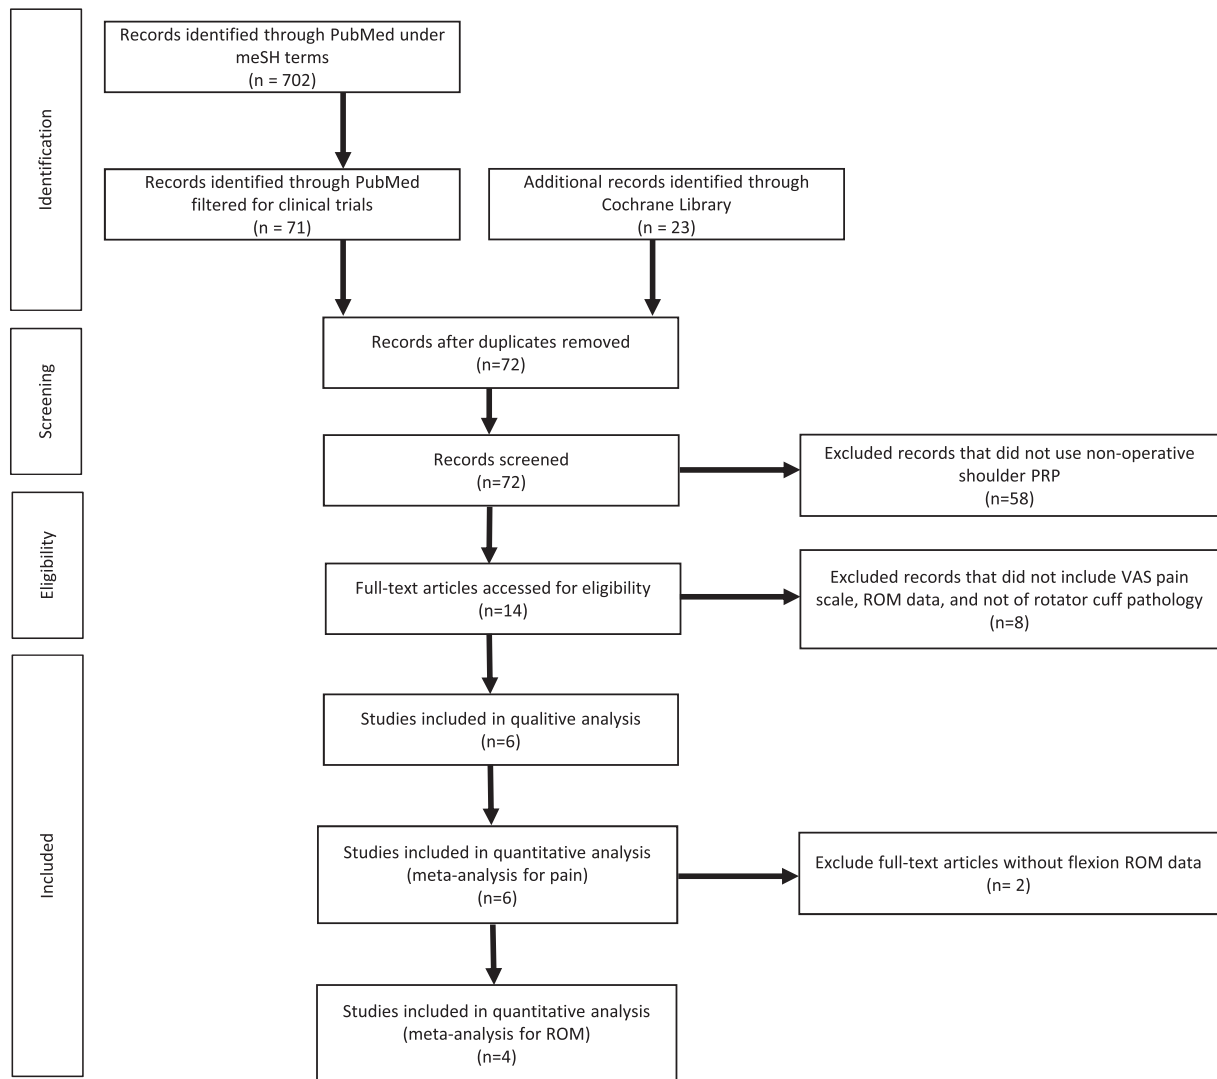 Identification
Records identified through PubMed under
meSH terms
(n = 702)
Records identified through PubMed
filtered for clinical trials
(n = 71)
Additional records identified through
Cochrane Library
(n = 23)
Screening
Records after duplicates removed
(n=72)
Records screened
(n=72)
Excluded records that did not use non-operative
shoulder PRP
(n=58)
Eligibility
Full-text articles accessed for eligibility
(n=14)
Excluded records that did not include VAS pain
scale, ROM data, and not of rotator cuff pathology
(n=8)
Included
Studies included in qualitive analysis
(n=6)
Studies included in quantitative analysis
(meta-analysis for pain)
(n=6)
Exclude full-text articles without flexion ROM data
(n= 2)
Studies included in quantitative analysis
(meta-analysis for ROM)
(n=4)